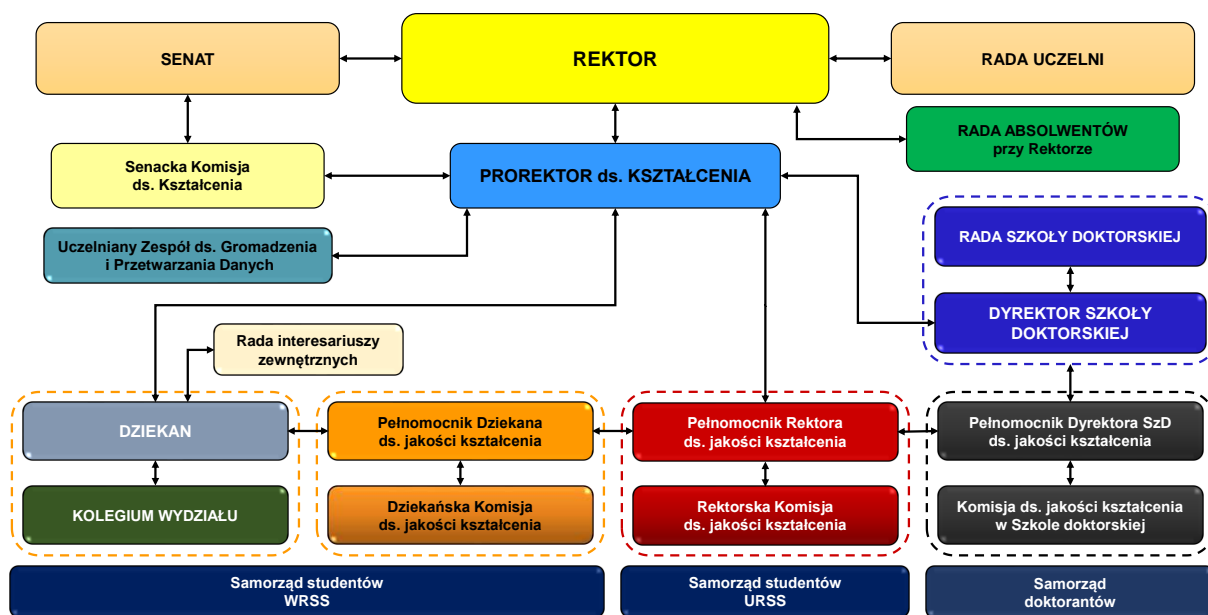 SENAT
REKTOR
RADA UCZELNI
RADA ABSOLWENTÓW
przy Rektorze
Senacka Komisja
ds. Kształcenia
PROREKTOR ds. KSZTAŁCENIA
RADA SZKOŁY DOKTORSKIEJ
Uczelniany Zespół ds. Gromadzenia
i Przetwarzania Danych
DYREKTOR SZKOŁY
DOKTORSKIEJ
Rada interesariuszy
zewnętrznych
DZIEKAN
Pełnomocnik Dziekana
ds. jakości kształcenia
Pełnomocnik Rektora
ds. jakości kształcenia
Pełnomocnik Dyrektora SzD
ds. jakości kształcenia
KOLEGIUM WYDZIAŁU
Dziekańska Komisja
ds. jakości kształcenia
Rektorska Komisja
ds. jakości kształcenia
Komisja ds. jakości kształcenia
w Szkole doktorskiej
Samorząd studentów
WRSS
Samorząd studentów
URSS
Samorząd
doktorantów